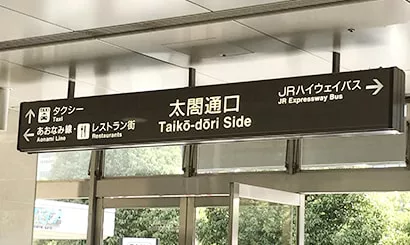 ↑ タクシー
Taxi
← あおなみ線・レストラン街
Aonami Line Restaurants
太閤通口
Taikō-dōri Side
JRハイウェイバス →
JR Expressway Bus